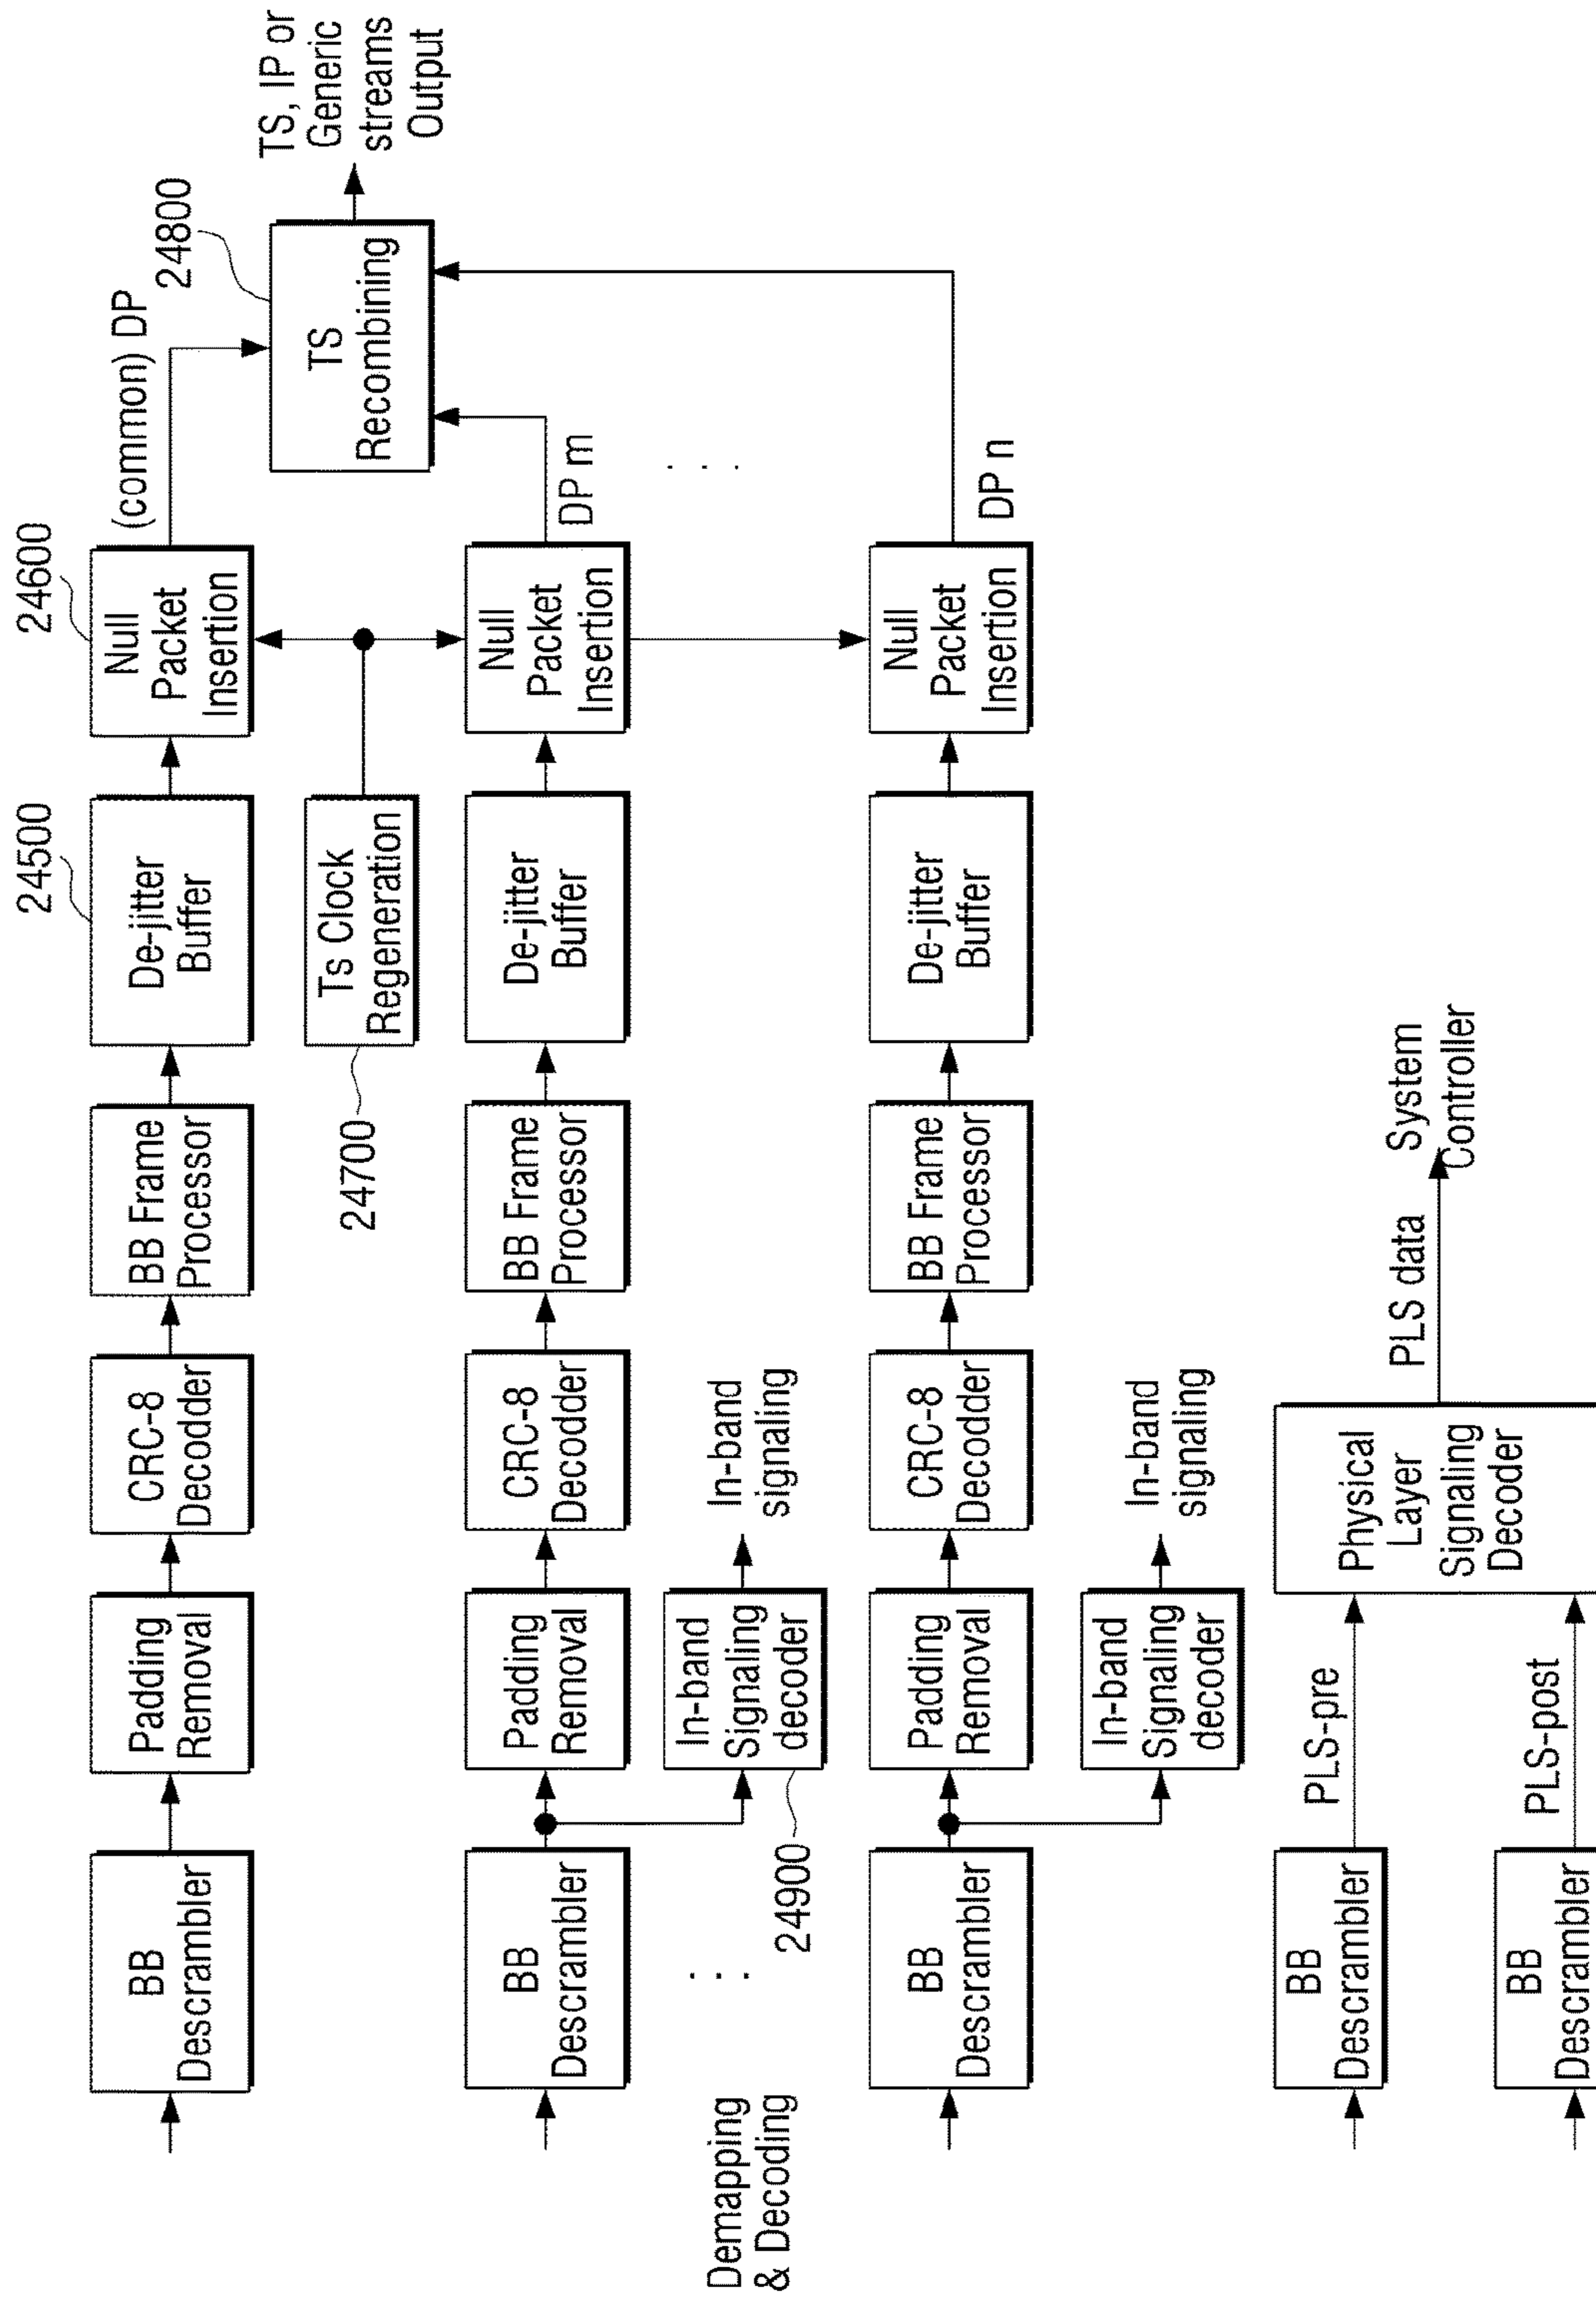 BB
Descrambler
Padding
Removal
CRC-8
Decodder
BB Frame
Processor
24500
De-jitter
Buffer
24600
Null
Packet
Insertion
(common) DP
24800
TS
Recombining
TS, IP or
Generic
streams
Output
24700
Ts Clock
Regeneration
BB
Descrambler
Padding
Removal
CRC-8
Decodder
BB Frame
Processor
De-jitter
Buffer
Null
Packet
Insertion
DP m
24900
In-band
Signaling
decoder
In-band
signaling
. . .
. . .
Demapping
& Decoding
BB
Descrambler
Padding
Removal
CRC-8
Decodder
BB Frame
Processor
De-jitter
Buffer
Null
Packet
Insertion
DP n
In-band
Signaling
decoder
In-band
signaling
BB
Descrambler
PLS-pre
Physical
Layer
Signaling
Decoder
PLS data
System
Controller
BB
Descrambler
PLS-post